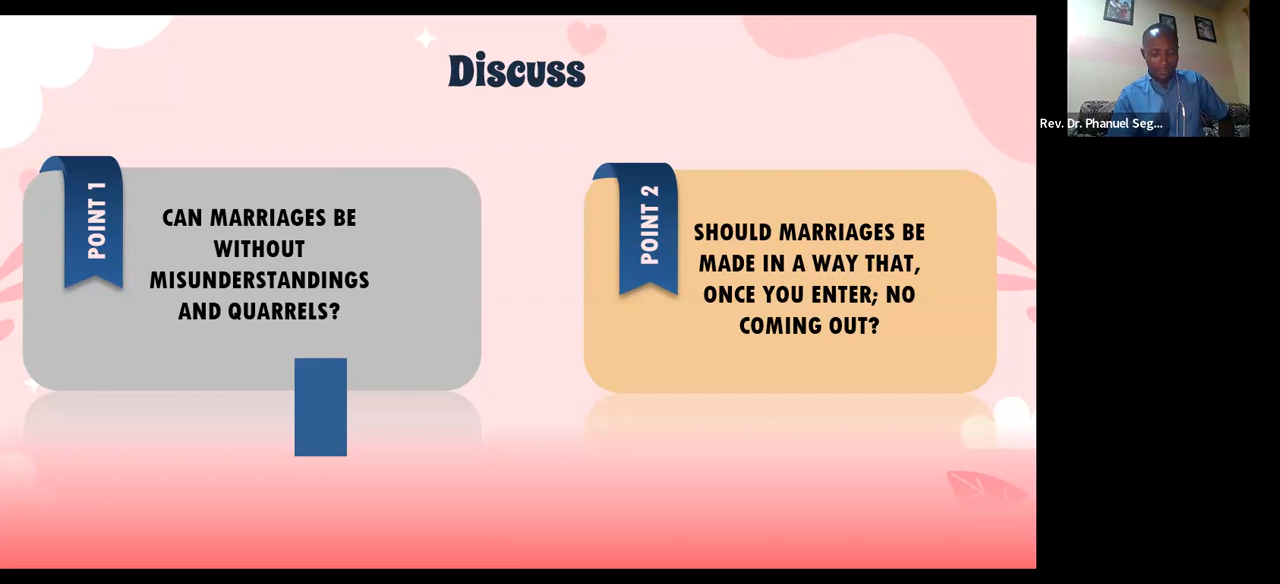 Discuss
POINT 1
CAN MARRIAGES BE
WITHOUT
MISUNDERSTANDINGS
AND QUARRELS?
POINT 2
SHOULD MARRIAGES BE
MADE IN A WAY THAT,
ONCE YOU ENTER; NO
COMING OUT?
Rev. Dr. Phanuel Seg...